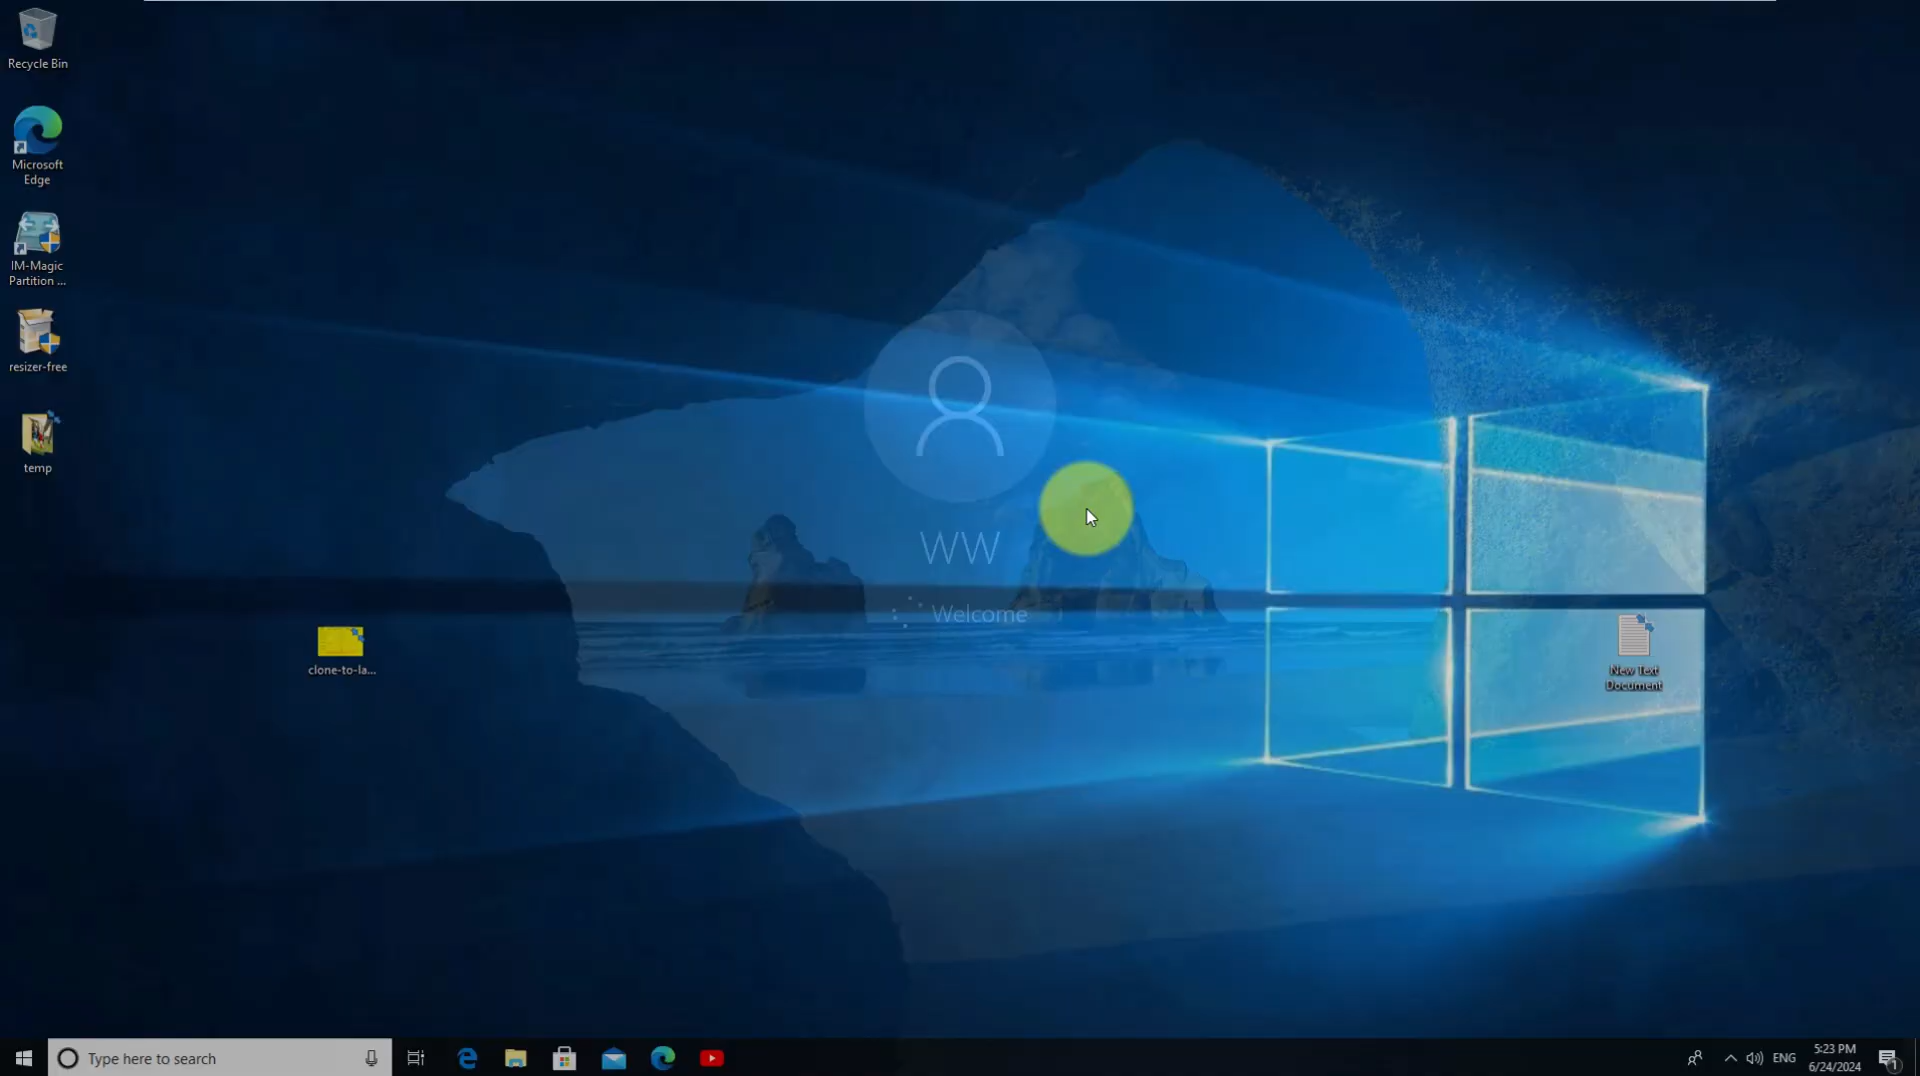 Recycle Bin
Microsoft
Edge
IM-Magic
Partition ...
resizer-free
temp
WW
Welcome
clone-to-la...
New Text
Document
Type here to search
ENG
5:23 PM
6/24/2024
1